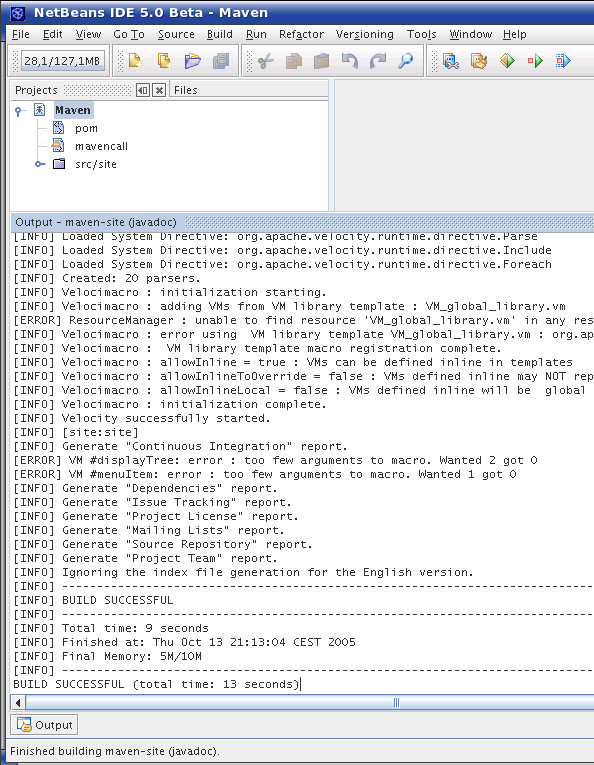 NetBeans IDE 5.0 Beta - Maven
File Edit View Go To Source Build Run Refactor Versioning Tools Window Help
28,1/127,1MB
Projects Files
Maven
pom
mavencall
src/site
Output - maven-site (javadoc)
[INFO] Loaded System Directive: org.apache.velocity.runtime.directive.Parse
[INFO] Loaded System Directive: org.apache.velocity.runtime.directive.Include
[INFO] Loaded System Directive: org.apache.velocity.runtime.directive.Foreach
[INFO] Created: 20 parsers.
[INFO] Velocimacro : initialization starting.
[INFO] Velocimacro : adding VMs from VM library template : VM_global_library.vm
[ERROR] ResourceManager : unable to find resource 'VM_global_library.vm' in any res
[INFO] Velocimacro : error using  VM library template VM_global_library.vm : org.ap
[INFO] Velocimacro :  VM library template macro registration complete.
[INFO] Velocimacro : allowInline = true : VMs can be defined inline in templates
[INFO] Velocimacro : allowInlineToOverride = false : VMs defined inline may NOT rep
[INFO] Velocimacro : allowInlineLocal = false : VMs defined inline will be  global
[INFO] Velocimacro : initialization complete.
[INFO] Velocity successfully started.
[INFO] [site:site]
[INFO] Generate "Continuous Integration" report.
[ERROR] VM #displayTree: error : too few arguments to macro. Wanted 2 got 0
[ERROR] VM #menuItem: error : too few arguments to macro. Wanted 1 got 0
[INFO] Generate "Dependencies" report.
[INFO] Generate "Issue Tracking" report.
[INFO] Generate "Project License" report.
[INFO] Generate "Mailing Lists" report.
[INFO] Generate "Source Repository" report.
[INFO] Generate "Project Team" report.
[INFO] Ignoring the index file generation for the English version.
[INFO] ----------------------------------------------------------------------------
[INFO] BUILD SUCCESSFUL
[INFO] ----------------------------------------------------------------------------
[INFO] Total time: 9 seconds
[INFO] Finished at: Thu Oct 13 21:13:04 CEST 2005
[INFO] Final Memory: 5M/10M
[INFO] ----------------------------------------------------------------------------
BUILD SUCCESSFUL (total time: 13 seconds)
Output
Finished building maven-site (javadoc).